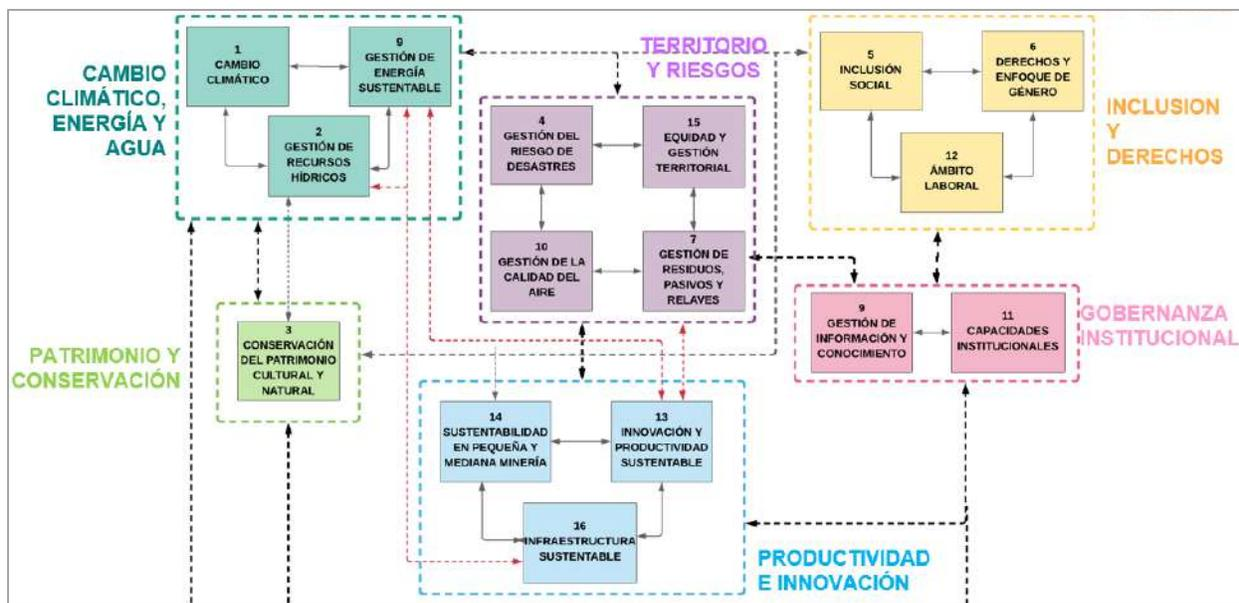 CAMBIO
CLIMÁTICO,
ENERGÍA Y
AGUA
1
CAMBIO
CLIMÁTICO
9
GESTIÓN DE
ENERGÍA
SUSTENTABLE
2
GESTIÓN DE
RECURSOS
HÍDRICOS
TERRITORIO
Y RIESGOS
4
GESTIÓN DEL
RIESGO DE
DESASTRES
15
EQUIDAD Y
GESTIÓN
TERRITORIAL
10
GESTIÓN DE LA
CALIDAD DEL
AIRE
7
GESTIÓN DE
RESIDUOS,
PASIVOS Y
RELAVES
5
INCLUSIÓN
SOCIAL
6
DERECHOS Y
ENFOQUE DE
GÉNERO
12
ÁMBITO
LABORAL
INCLUSION
Y
DERECHOS
PATRIMONIO Y
CONSERVACIÓN
3
CONSERVACIÓN
DEL PATRIMONIO
CULTURAL Y
NATURAL
9
GESTIÓN DE
INFORMACIÓN Y
CONOCIMIENTO
11
CAPACIDADES
INSTITUCIONALES
GOBERNANZA
INSTITUCIONAL
14
SUSTENTABILIDAD
EN PEQUEÑA Y
MEDIANA MINERÍA
13
INNOVACIÓN Y
PRODUCTIVIDAD
SUSTENTABLE
16
INFRAESTRUCTURA
SUSTENTABLE
PRODUCTIVIDAD
E INNOVACIÓN